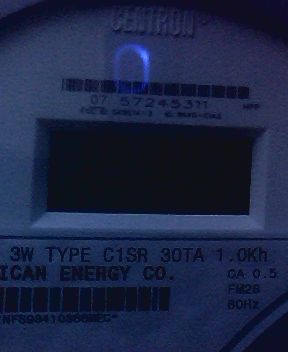 CENTRON®
07 57245311
3W TYPE C1SR 30TA 1.0Kh
ICAN ENERGY CO.
CA 0.5
FM2S
60Hz